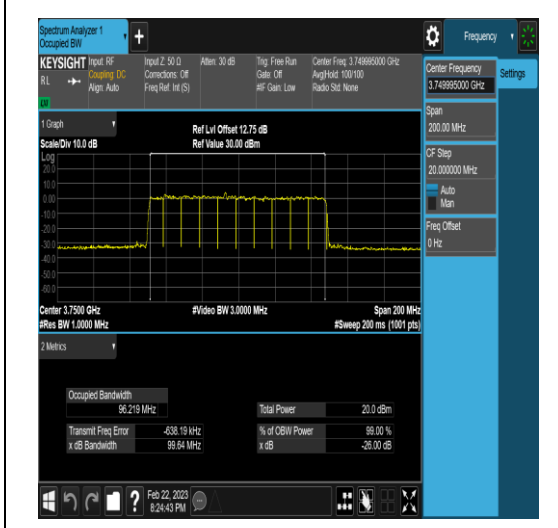 Spectrum Analyzer 1
Occupied BW
Frequency
KEYSIGHT
RL
Input: RF
Coupling: DC
Align: Auto
Input Z: 50 Ω
Corrections: Off
Freq Ref: Int (S)
Atten: 30 dB
Trig: Free Run
Gate: Off
#IF Gain: Low
Center Freq: 3.749995000 GHz
Avg|Hold: 100/100
Radio Std: None
1 Graph
Scale/Div 10.0 dB
Ref Lvl Offset 12.75 dB
Ref Value 30.00 dBm
Log
20.0
10.0
0.00
-10.0
-20.0
-30.0
-40.0
-50.0
-60.0
Center 3.7500 GHz
#Res BW 1.0000 MHz
#Video BW 3.0000 MHz
Span 200 MHz
#Sweep 200 ms (1001 pts)
2 Metrics
Occupied Bandwidth
96.219 MHz
Total Power 20.0 dBm
Transmit Freq Error -638.19 kHz
% of OBW Power 99.00 %
x dB Bandwidth 99.64 MHz
x dB -26.00 dB
Feb 22, 2023
8:24:43 PM
Center Frequency
3.749995000 GHz
Settings
Span
200.00 MHz
CF Step
20.000000 MHz
Auto
Man
Freq Offset
0 Hz